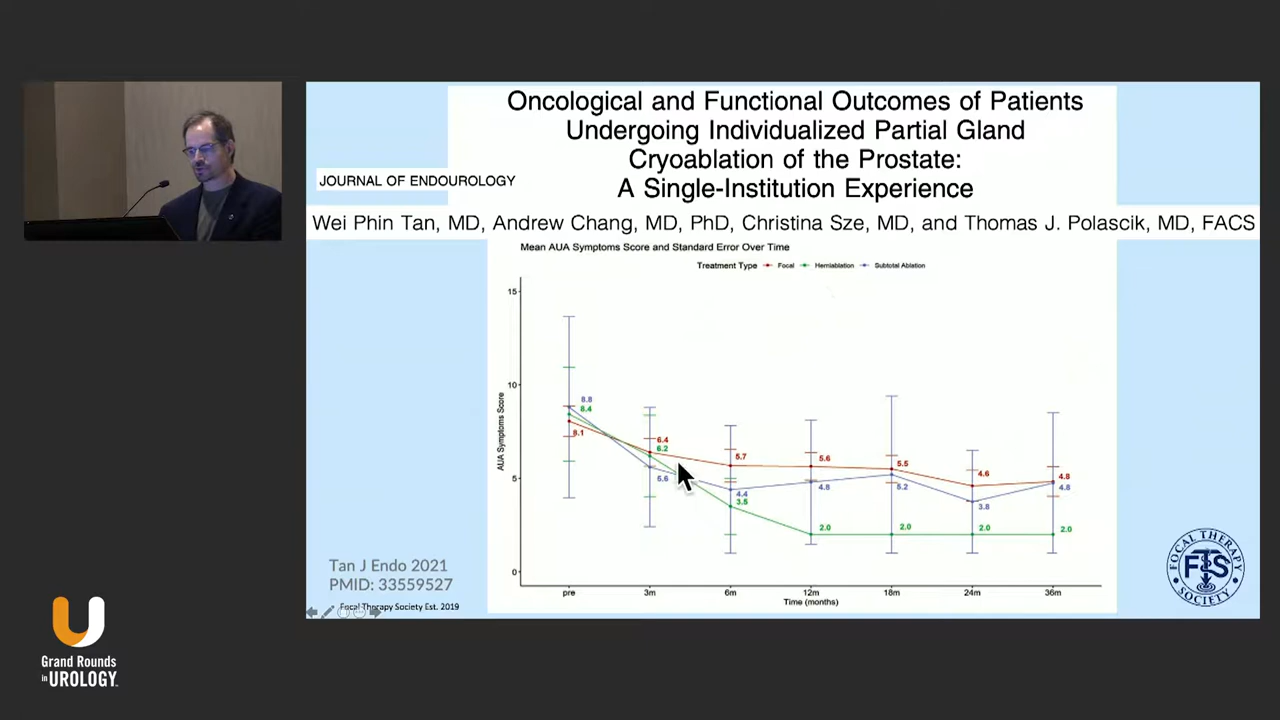 Oncological and Functional Outcomes of Patients
Undergoing Individualized Partial Gland
Cryoablation of the Prostate:
A Single-Institution Experience
JOURNAL OF ENDOUROLOGY
Wei Phin Tan, MD, Andrew Chang, MD, PhD, Christina Sze, MD, and Thomas J. Polascik, MD, FACS
Mean AUA Symptoms Score and Standard Error Over Time
Treatment Type Focal Hemiablation Subtotal Ablation
AUA Symptoms Score
15
10
5
0
8.8
8.4
8.1
6.4
6.2
5.6
5.7
4.4
3.5
5.6
4.8
2.0
5.5
5.2
2.0
4.6
3.8
2.0
4.8
4.8
2.0
pre 3m 6m 12m 18m 24m 36m
Time (months)
Tan J Endo 2021
PMID: 33559527
Focal Therapy Society Est. 2019
FOCAL THERAPY
FTS
SOCIETY
Grand Rounds
in UROLOGY